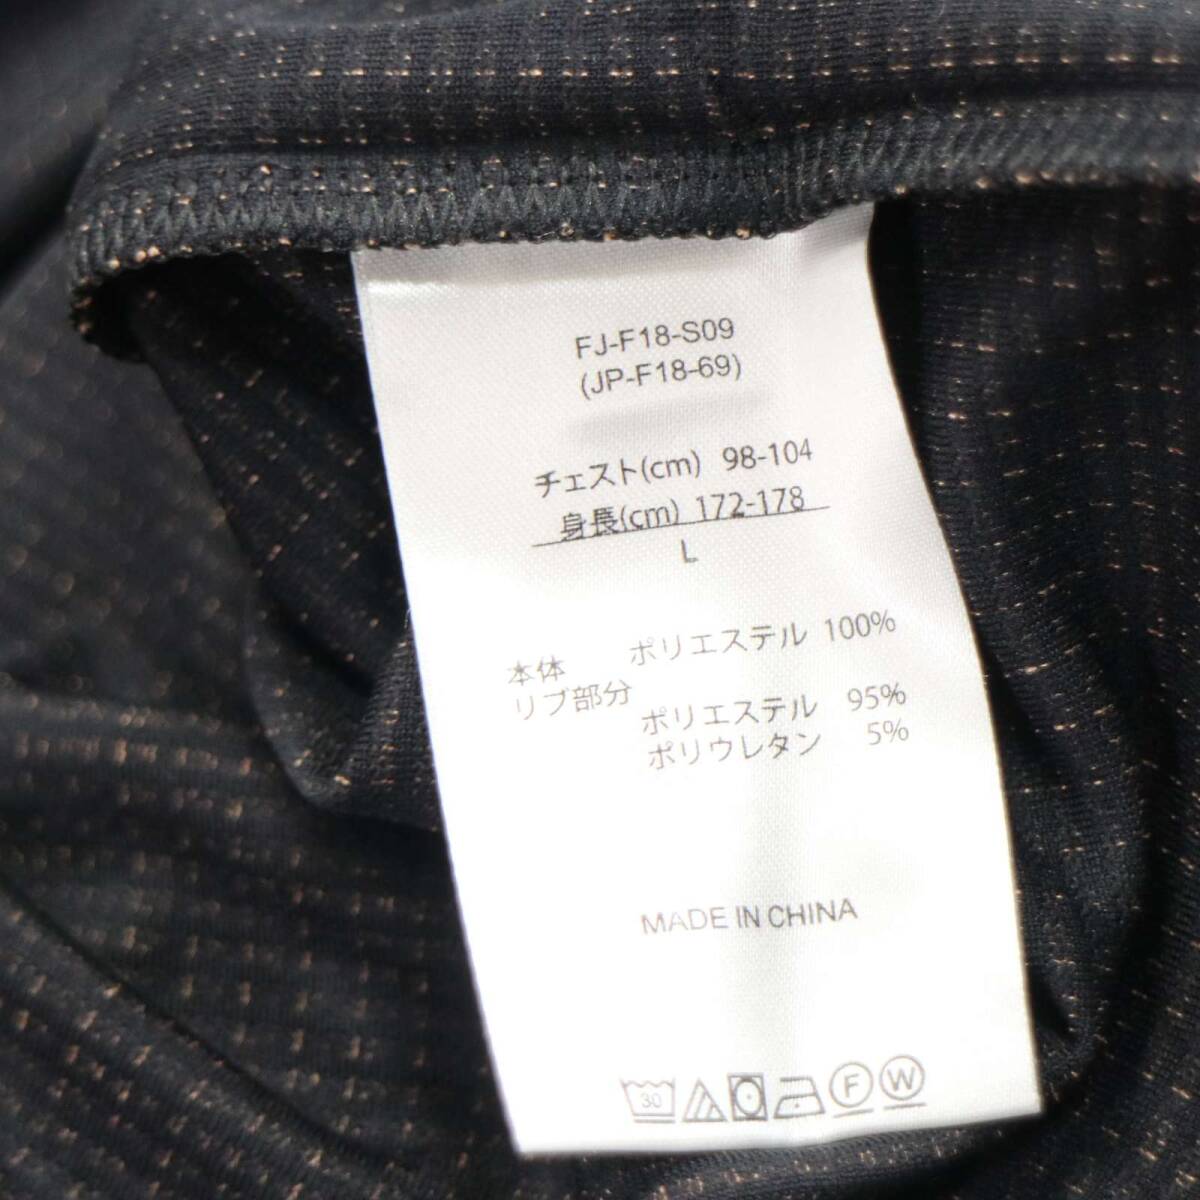 FJ-F18-S09
(JP-F18-69)
チェスト(cm) 98-104
身長(cm) 172-178
L
本体 ポリエステル 100%
リブ部分
ポリエステル 95%
ポリウレタン 5%
MADE IN CHINA
30 F W